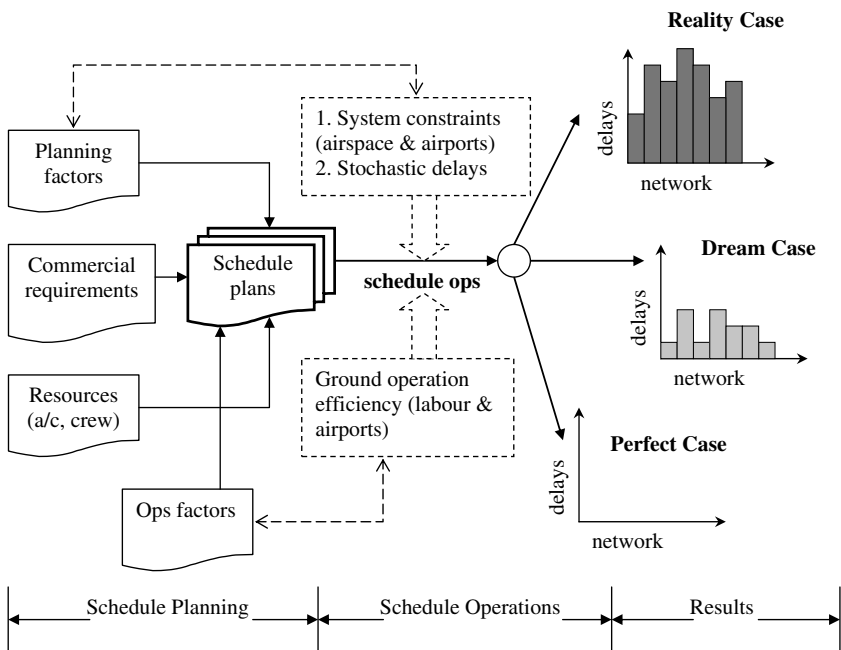 Reality Case
delays
network
1. System constraints
(airspace & airports)
2. Stochastic delays
Planning
factors
Commercial
requirements
Schedule
plans
schedule ops
Dream Case
delays
network
Resources
(a/c, crew)
Ground operation
efficiency (labour &
airports)
Perfect Case
delays
network
Ops factors
Schedule Planning
Schedule Operations
Results